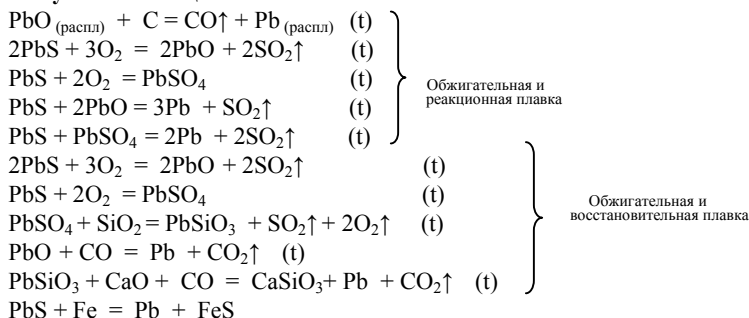 PbO (распл) + C = CO↑ + Pb (распл) (t)
2PbS + 3O₂ = 2PbO + 2SO₂↑ (t)
PbS + 2O₂ = PbSO₄ (t)
PbS + 2PbO = 3Pb + SO₂↑ (t)
PbS + PbSO₄ = 2Pb + 2SO₂↑ (t)
Обжигательная и
реакционная плавка
2PbS + 3O₂ = 2PbO + 2SO₂↑ (t)
PbS + 2O₂ = PbSO₄ (t)
PbSO₄ + SiO₂ = PbSiO₃ + SO₂↑ + 2O₂↑ (t)
PbO + CO = Pb + CO₂↑ (t)
PbSiO₃ + CaO + CO = CaSiO₃+ Pb + CO₂↑ (t)
Обжигательная и
восстановительная плавка
PbS + Fe = Pb + FeS